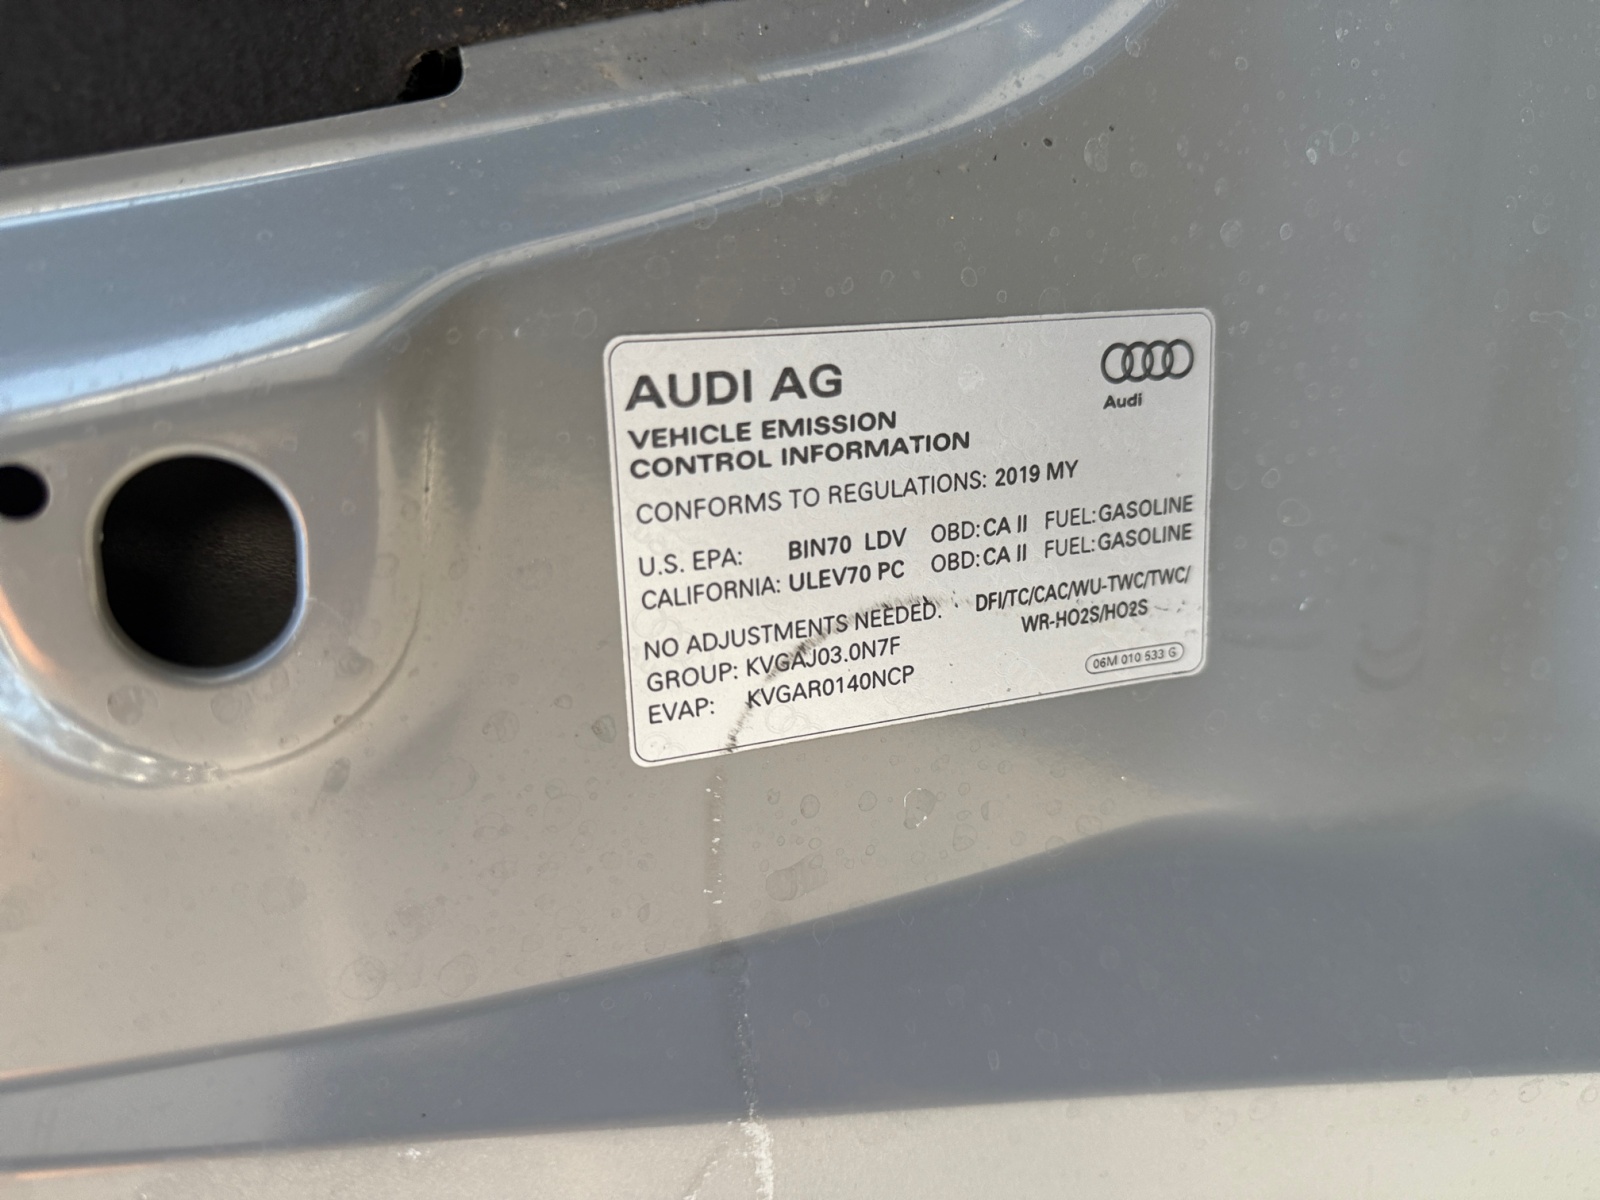 AUDI AG
Audi
VEHICLE EMISSION
CONTROL INFORMATION
CONFORMS TO REGULATIONS: 2019 MY
U.S. EPA: BIN70 LDV OBD:CA II FUEL:GASOLINE
CALIFORNIA: ULEV70 PC OBD:CA II FUEL:GASOLINE
NO ADJUSTMENTS NEEDED. DFI/TC/CAC/WU-TWC/TWC/
WR-HO2S/HO2S
GROUP: KVGAJ03.0N7F
EVAP: KVGAR0140NCP
06M 010 533 G